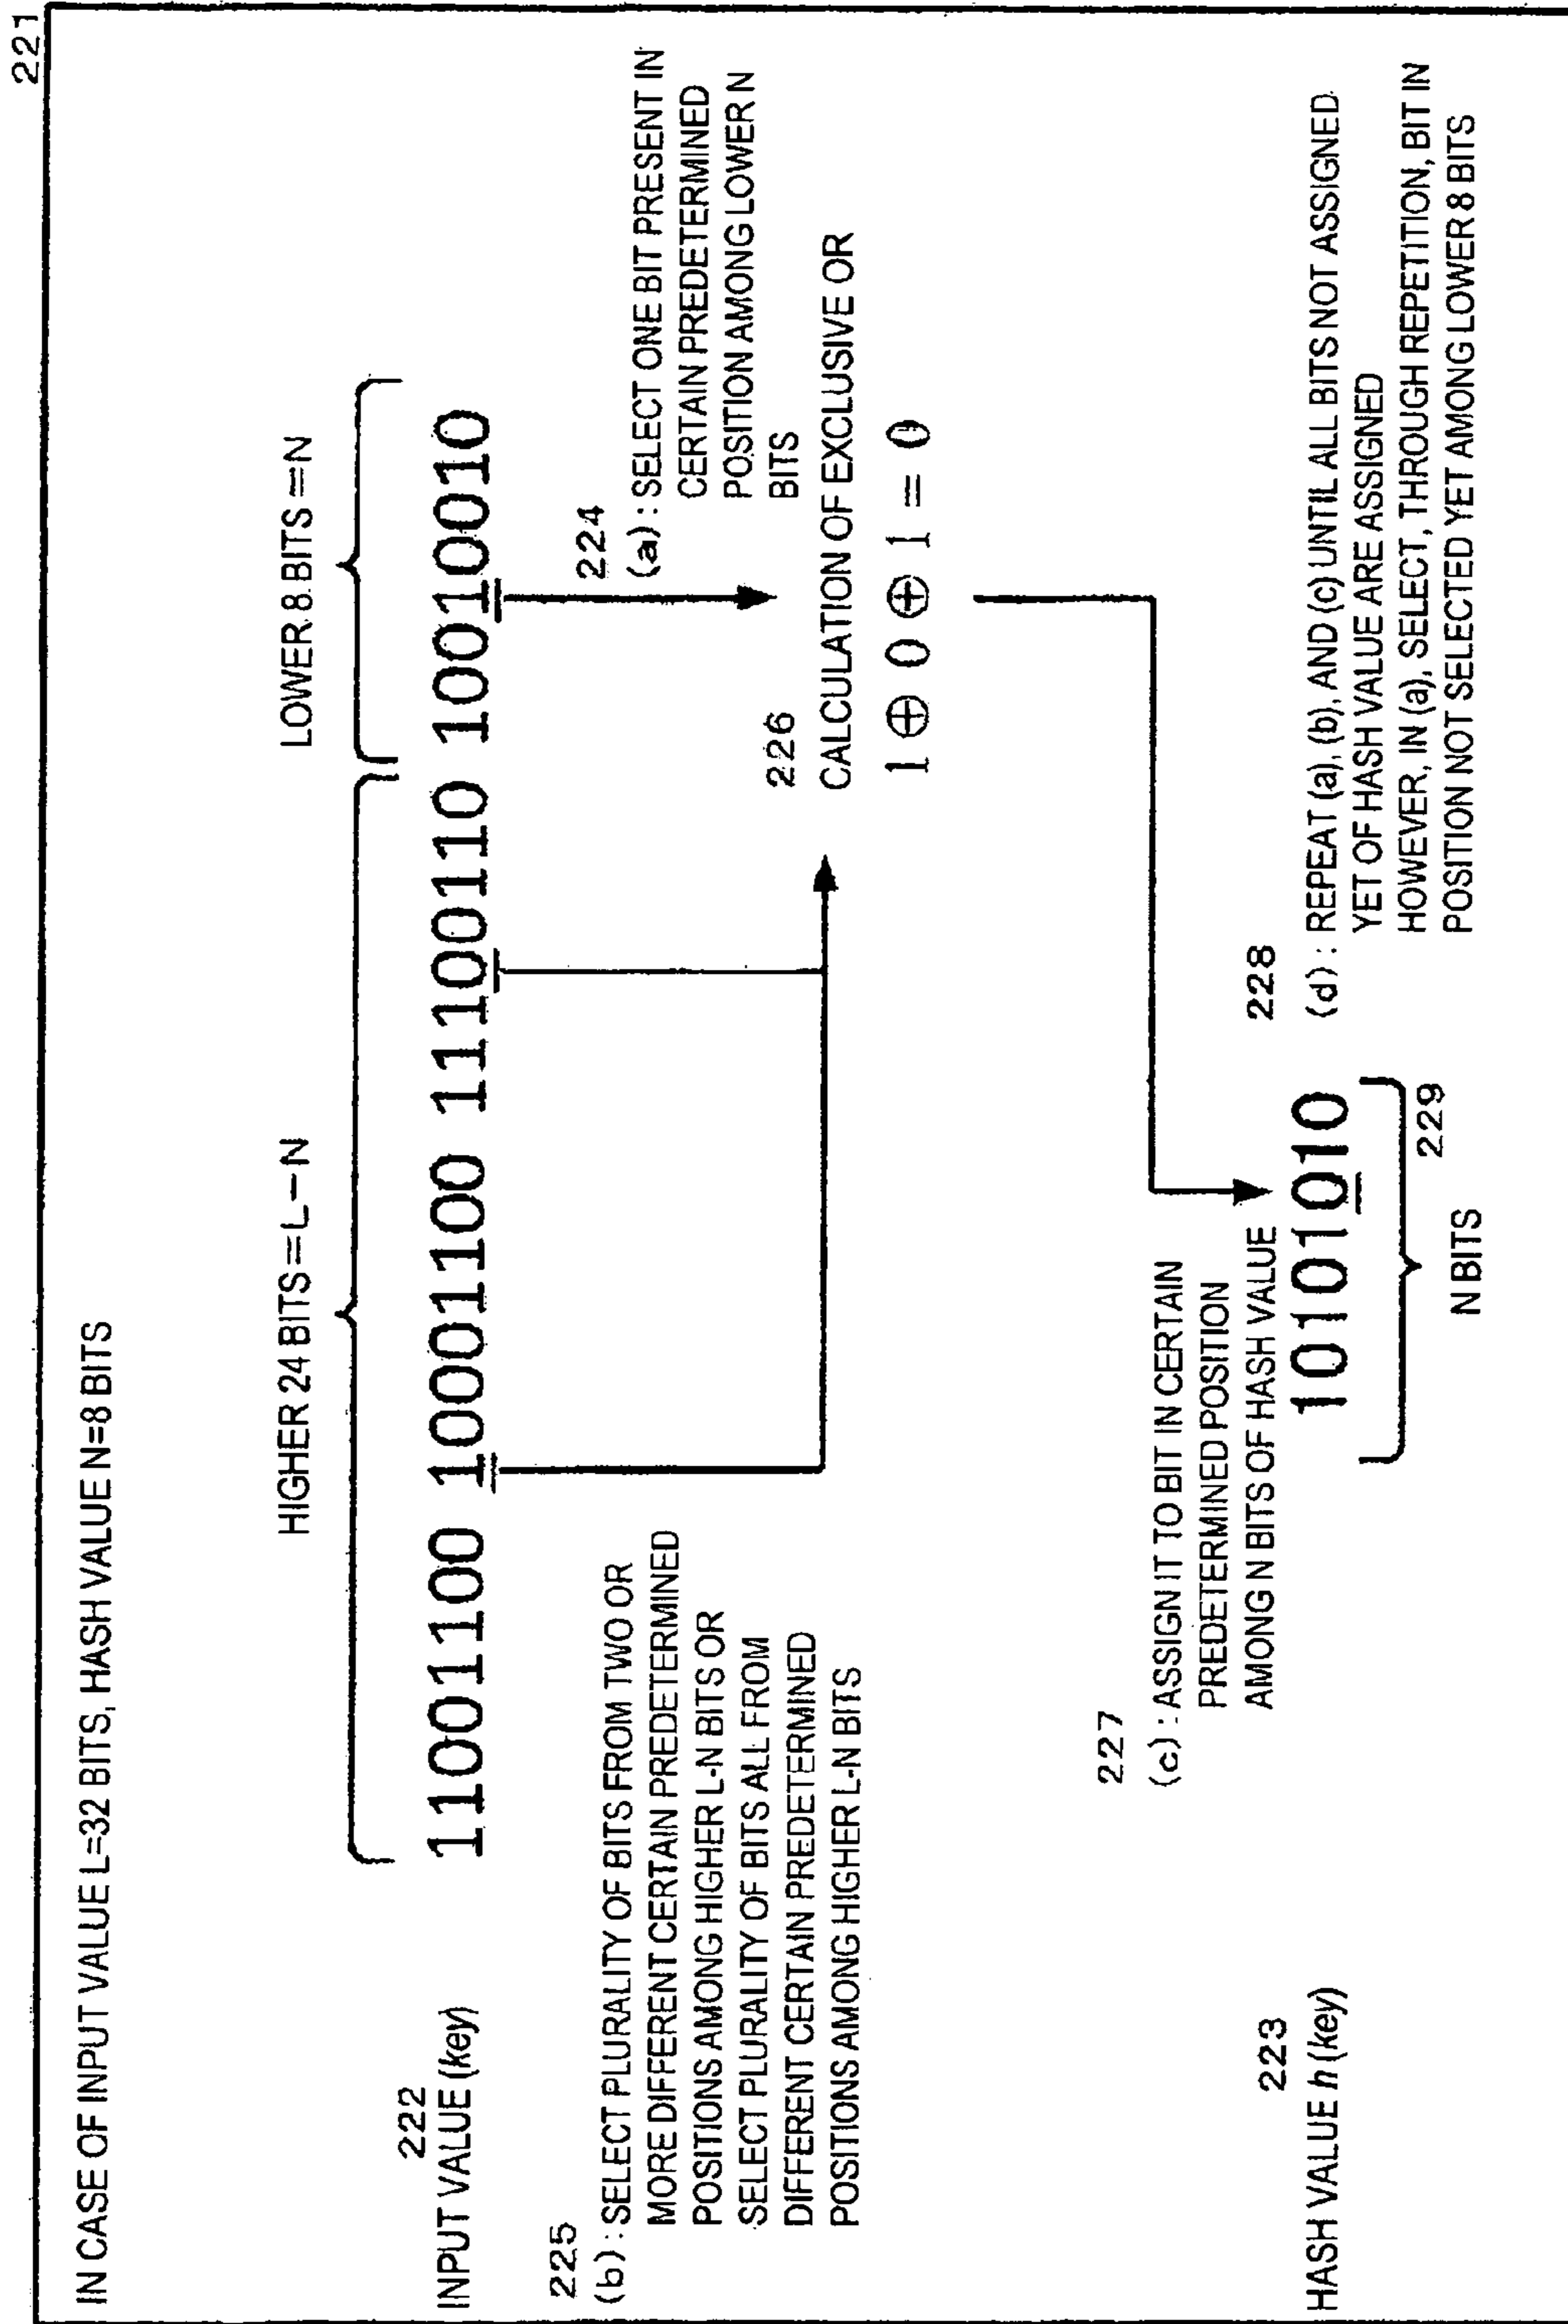 221
IN CASE OF INPUT VALUE L=32 BITS, HASH VALUE N=8 BITS
HIGHER 24 BITS=L−N
LOWER 8 BITS=N
222
INPUT VALUE (key)
11001100 10001100 11100110 10010010
225
(b): SELECT PLURALITY OF BITS FROM TWO OR
MORE DIFFERENT CERTAIN PREDETERMINED
POSITIONS AMONG HIGHER L-N BITS OR
SELECT PLURALITY OF BITS ALL FROM
DIFFERENT CERTAIN PREDETERMINED
POSITIONS AMONG HIGHER L-N BITS
224
(a): SELECT ONE BIT PRESENT IN
CERTAIN PREDETERMINED
POSITION AMONG LOWER N
BITS
226
CALCULATION OF EXCLUSIVE OR
1 ⊕ 0 ⊕ 1 = 0
227
(c): ASSIGN IT TO BIT IN CERTAIN
PREDETERMINED POSITION
AMONG N BITS OF HASH VALUE
223
HASH VALUE h (key)
10101010
229
N BITS
228
(d): REPEAT (a), (b), AND (c) UNTIL ALL BITS NOT ASSIGNED
YET OF HASH VALUE ARE ASSIGNED
HOWEVER, IN (a), SELECT, THROUGH REPETITION, BIT IN
POSITION NOT SELECTED YET AMONG LOWER 8 BITS